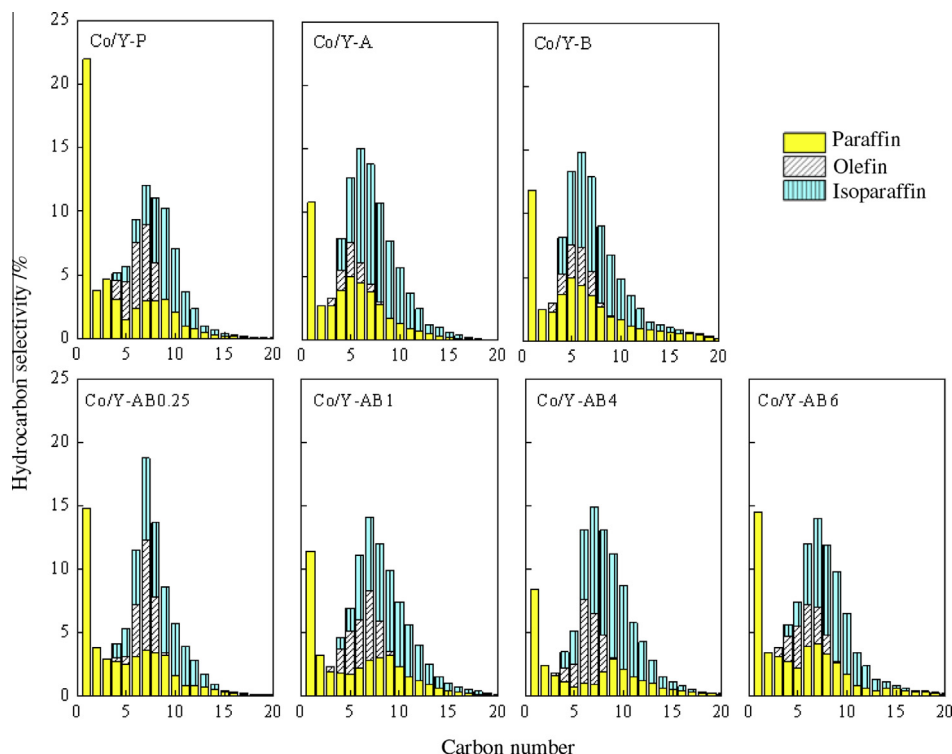 25
20
15
10
5
0
Co/Y-P
Co/Y-A
Co/Y-B
Paraffin
Olefin
Isoparaffin
0 5 10 15 20
0 5 10 15 20
0 5 10 15 20
Hydrocarbon selectivity /%
25
20
15
10
5
0
Co/Y-AB0.25
Co/Y-AB1
Co/Y-AB4
Co/Y-AB6
0 5 10 15 20
0 5 10 15 20
0 5 10 15 20
0 5 10 15 20
Carbon number